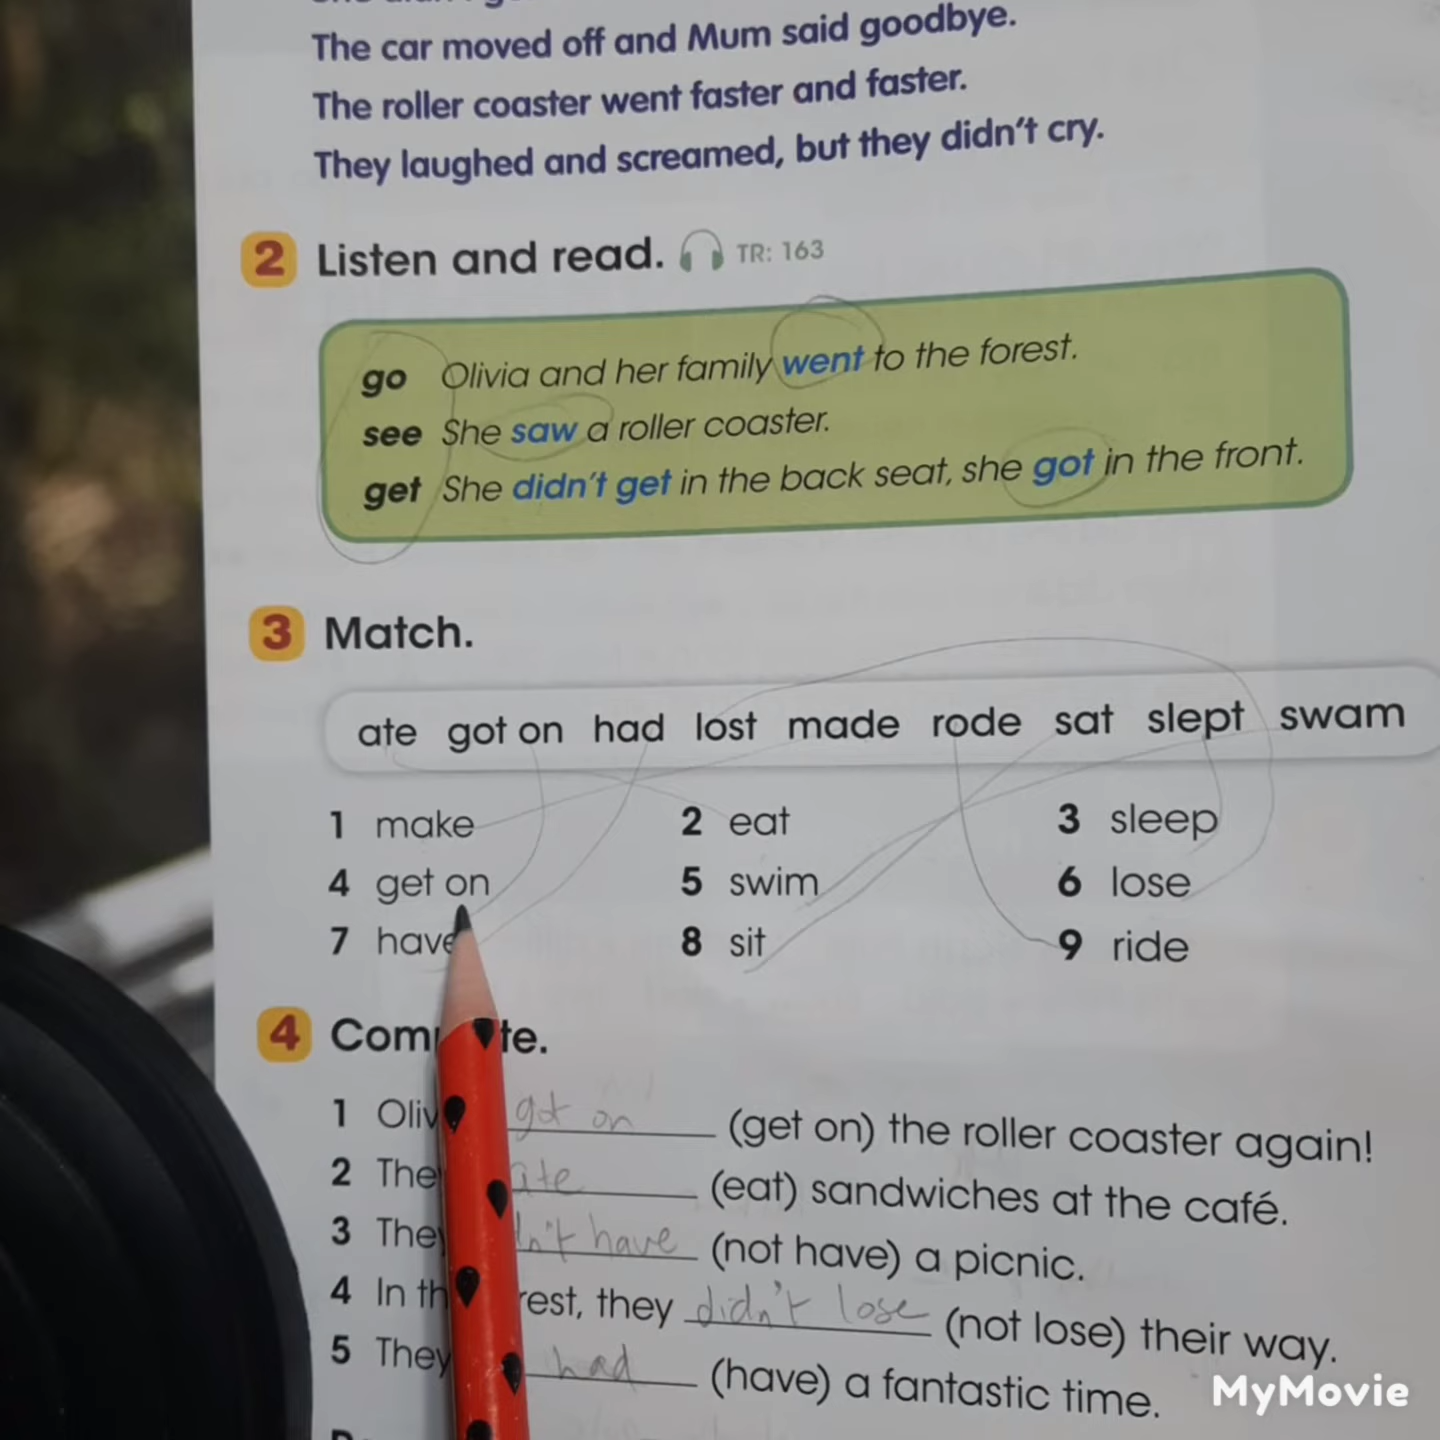 The car moved off and Mum said goodbye.
The roller coaster went faster and faster.
They laughed and screamed, but they didn't cry.
2 Listen and read. TR: 163
go Olivia and her family went to the forest.
see She saw a roller coaster.
get She didn't get in the back seat, she got in the front.
3 Match.
ate got on had lost made rode sat slept swam
1 make 2 eat 3 sleep
4 get on 5 swim 6 lose
7 have 8 sit 9 ride
4 Com te.
1 Oliv got on (get on) the roller coaster again!
2 The ate (eat) sandwiches at the café.
3 They n't have (not have) a picnic.
4 In th rest, they didn't lose (not lose) their way.
5 They had (have) a fantastic time.
MyMovie